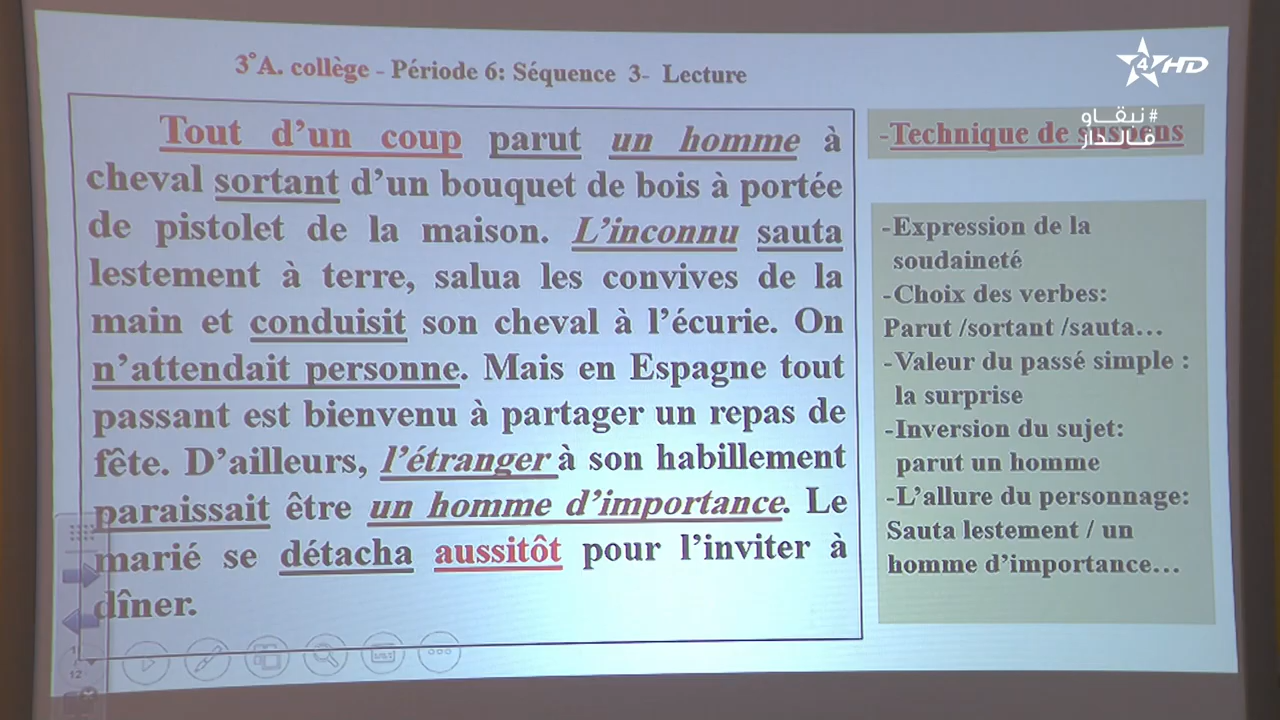 3°A. collège - Période 6: Séquence 3- Lecture
Tout d'un coup parut un homme à
cheval sortant d'un bouquet de bois à portée
de pistolet de la maison. L'inconnu sauta
lestement à terre, salua les convives de la
main et conduisit son cheval à l'écurie. On
n'attendait personne. Mais en Espagne tout
passant est bienvenu à partager un repas de
fête. D'ailleurs, l'étranger à son habillement
paraissait être un homme d'importance. Le
marié se détacha aussitôt pour l'inviter à
dîner.
-Technique de suspens
-Expression de la
soudaineté
-Choix des verbes:
Parut /sortant /sauta...
-Valeur du passé simple :
la surprise
-Inversion du sujet:
parut un homme
-L'allure du personnage:
Sauta lestement / un
homme d'importance...
4 HD
#نبقاو
فالدار
12